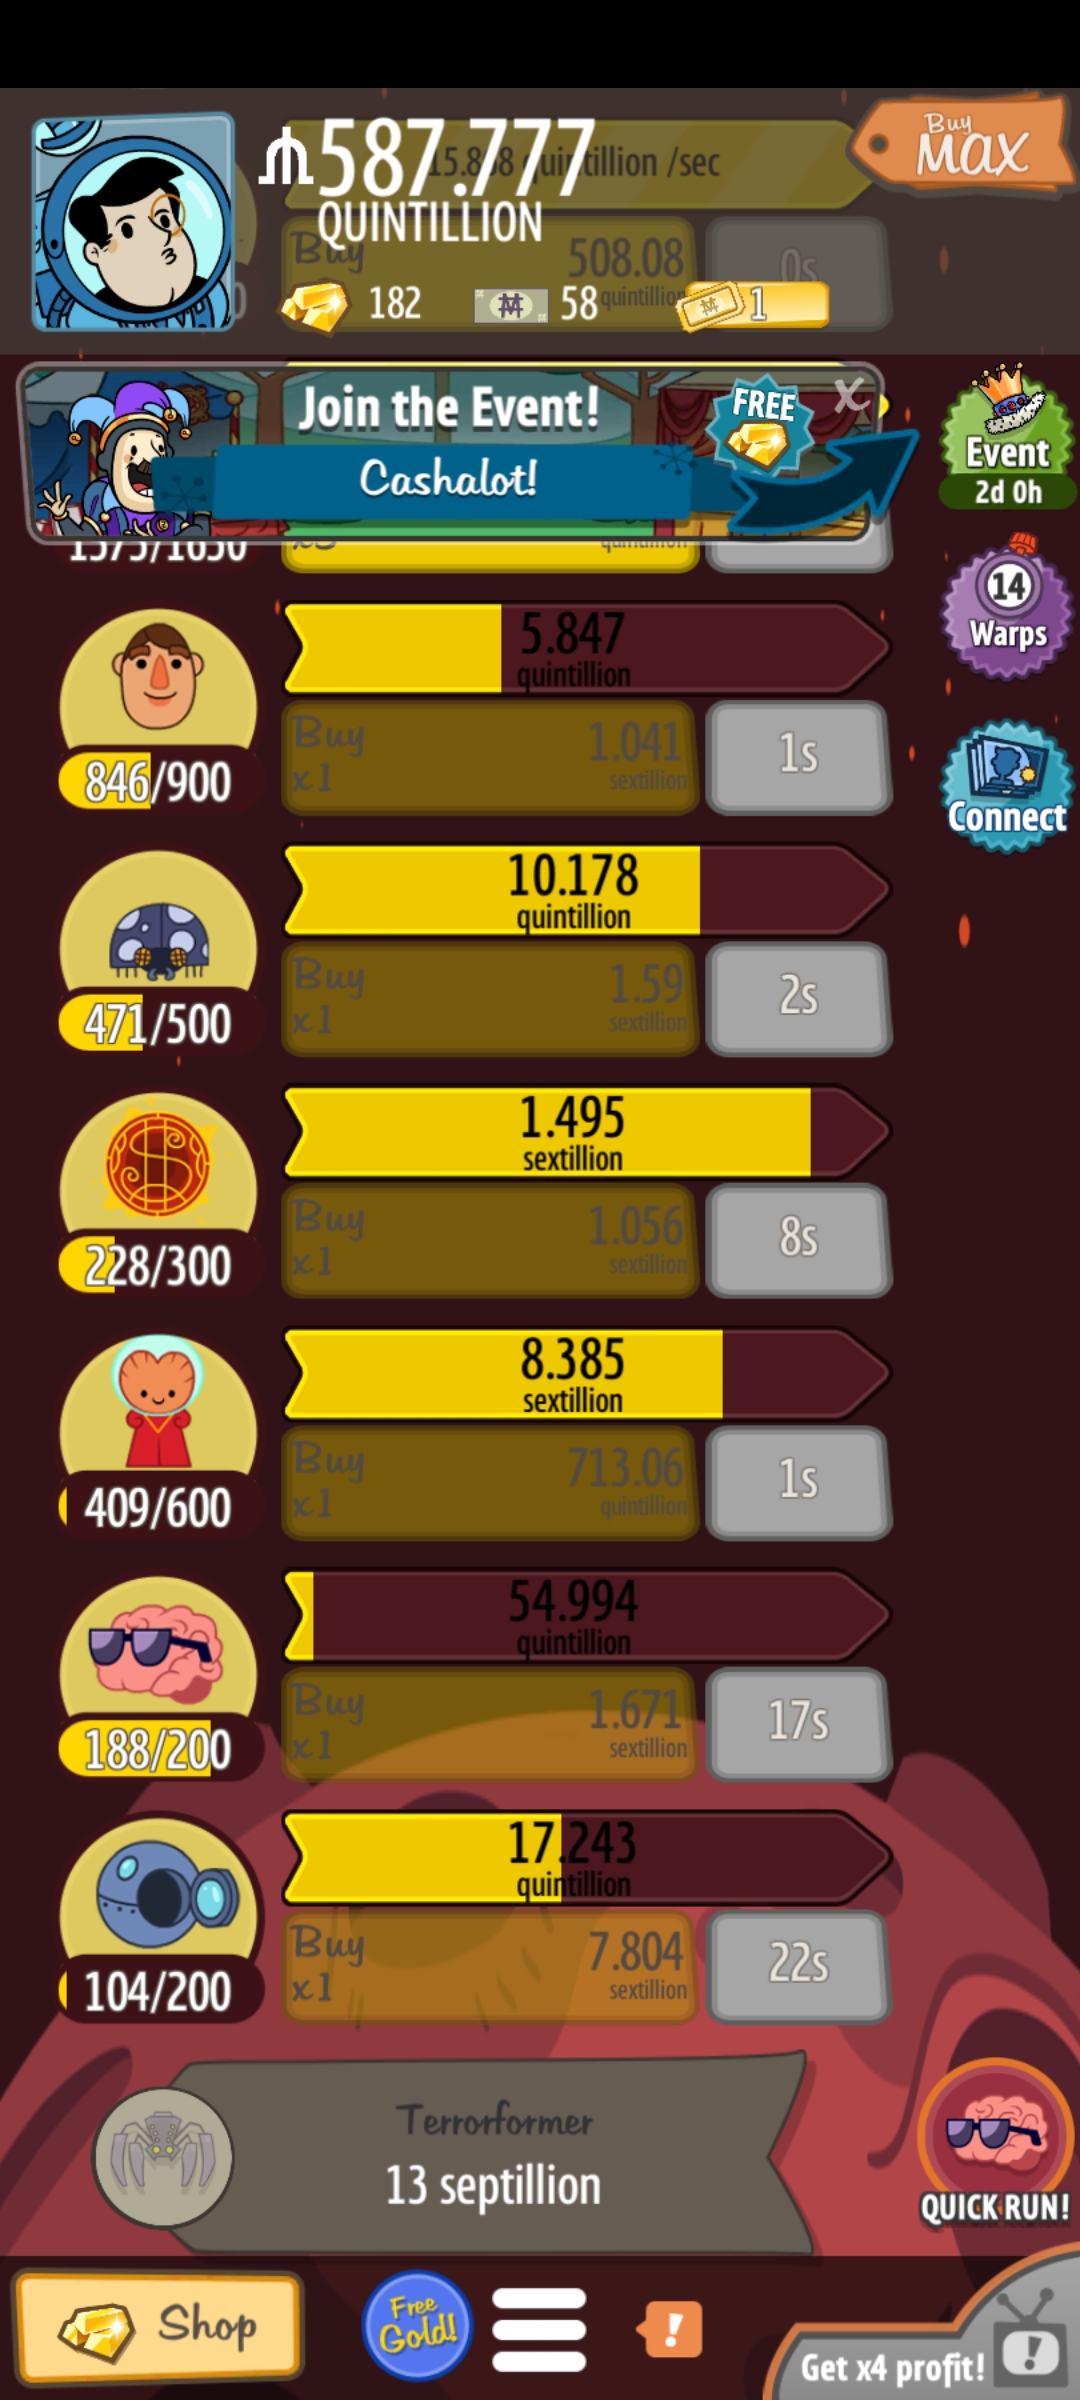 587.777
QUINTILLION
quintillion /sec
Buy
MAX
Buy
508.08
quintillion
0s
182
58
1
Join the Event!
FREE
X
Cashalot!
Event
2d 0h
14
Warps
Connect
1575/1650
x3
quintillion
5.847
quintillion
846/900
Buy
x1
1.041
sextillion
1s
10.178
quintillion
471/500
Buy
x1
1.59
sextillion
2s
1.495
sextillion
228/300
Buy
x1
1.056
sextillion
8s
8.385
sextillion
409/600
Buy
x1
713.06
quintillion
1s
54.994
quintillion
188/200
Buy
x1
1.671
sextillion
17s
17.243
quintillion
104/200
Buy
x1
7.804
sextillion
22s
Terrorformer
13 septillion
QUICK RUN!
Shop
Free
Gold!
!
Get x4 profit!
!